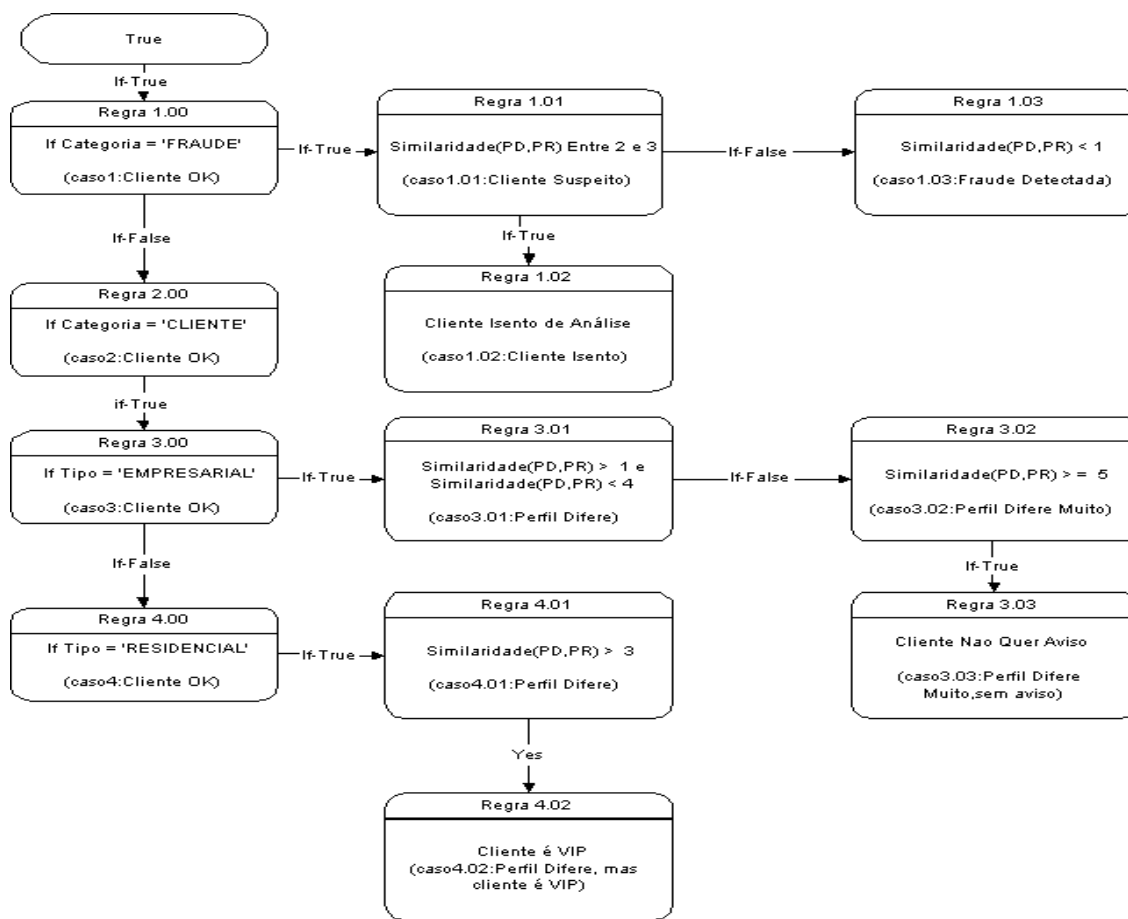 True
If-True
Regra 1.00
If Categoria = 'FRAUDE'
(caso1:Cliente OK)
If-True
Regra 1.01
Similaridade(PD,PR) Entre 2 e 3
(caso1.01:Cliente Suspeito)
If-False
Regra 1.03
Similaridade(PD,PR) < 1
(caso1.03:Fraude Detectada)
If-False
If-True
Regra 1.02
Cliente Isento de Análise
(caso1.02:Cliente Isento)
Regra 2.00
If Categoria = 'CLIENTE'
(caso2:Cliente OK)
if-True
Regra 3.00
If Tipo = 'EMPRESARIAL'
(caso3:Cliente OK)
If-True
Regra 3.01
Similaridade(PD,PR) > 1 e
Similaridade(PD,PR) < 4
(caso3.01:Perfil Difere)
If-False
Regra 3.02
Similaridade(PD,PR) > = 5
(caso3.02:Perfil Difere Muito)
If-False
If-True
Regra 4.00
If Tipo = 'RESIDENCIAL'
(caso4:Cliente OK)
If-True
Regra 4.01
Similaridade(PD,PR) > 3
(caso4.01:Perfil Difere)
Regra 3.03
Cliente Nao Quer Aviso
(caso3.03:Perfil Difere
Muito,sem aviso)
Yes
Regra 4.02
Cliente é VIP
(caso4.02:Perfil Difere, mas
cliente é VIP)